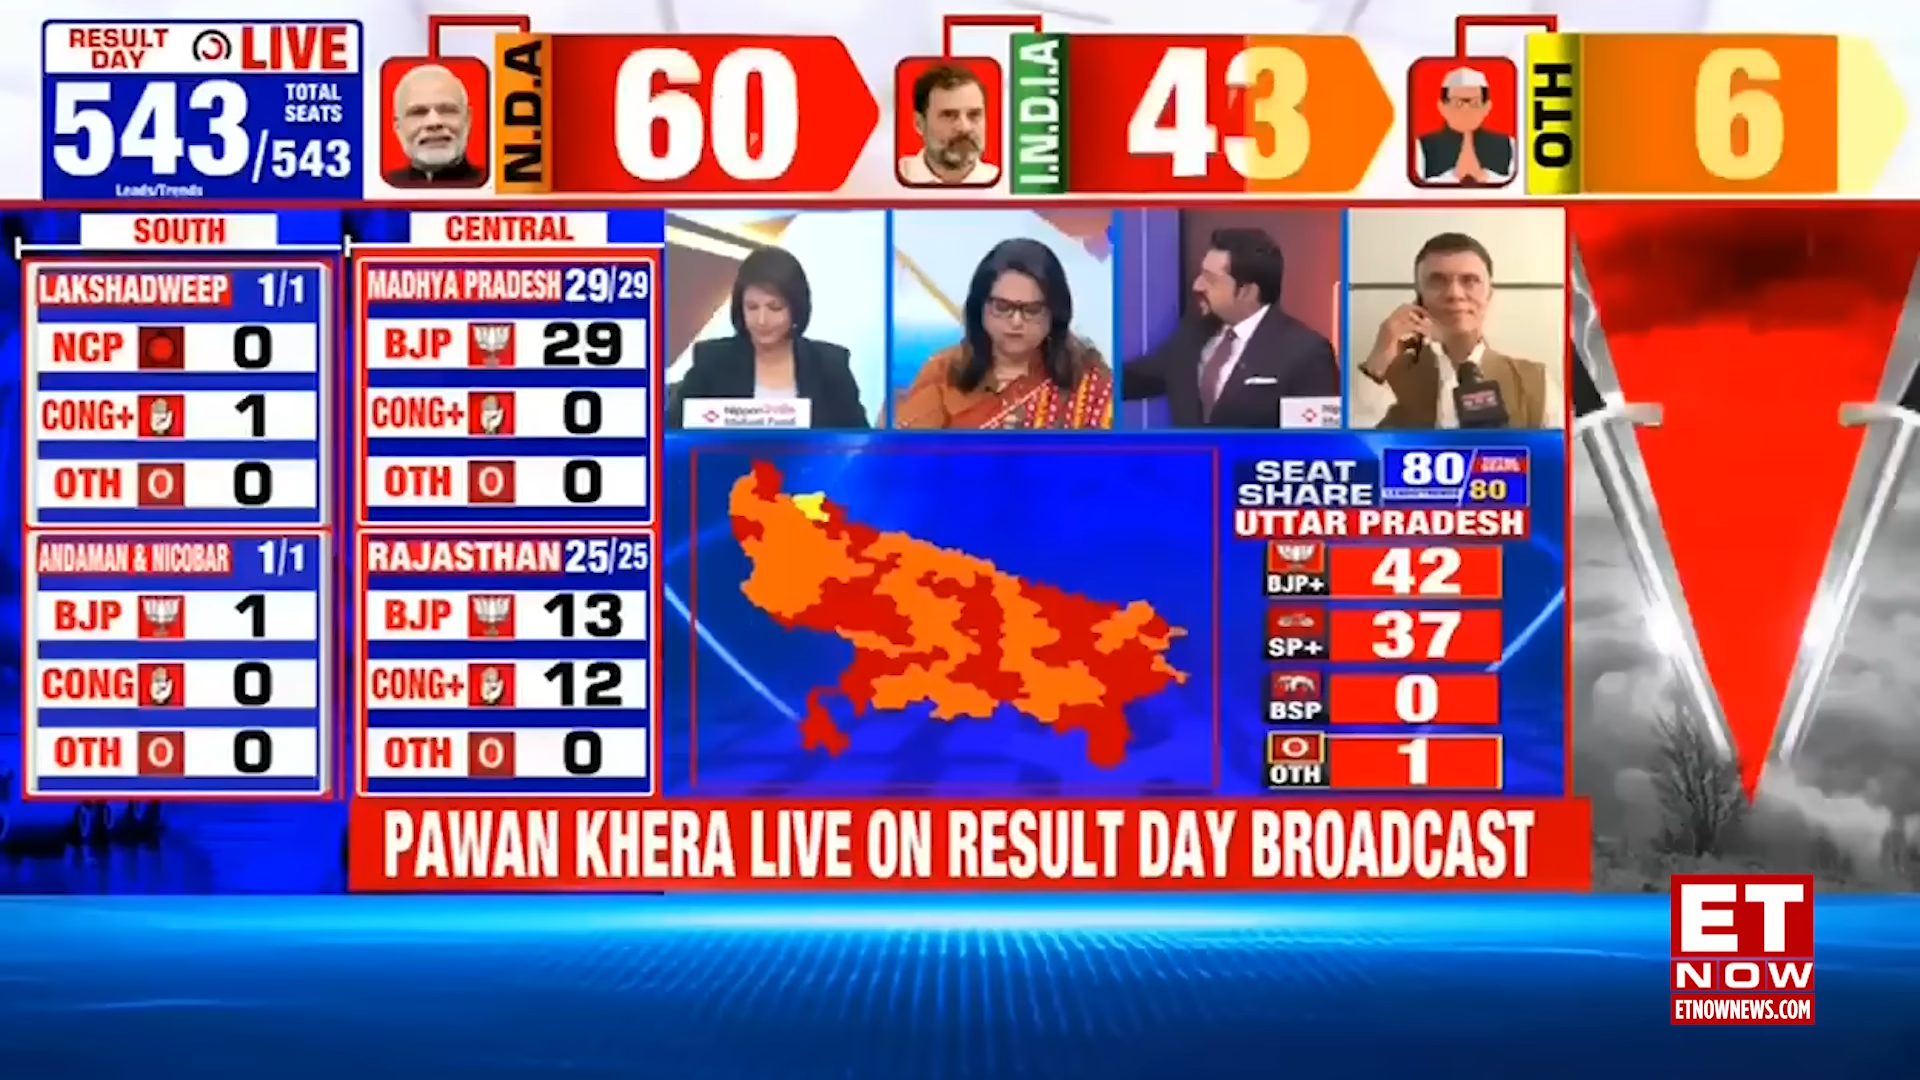 RESULT DAY LIVE
543/543
TOTAL SEATS
Leads/Trends
N.D.A 60
I.N.D.I.A 43
OTH 6
SOUTH
LAKSHADWEEP 1/1
NCP 0
CONG+ 1
OTH 0
ANDAMAN & NICOBAR 1/1
BJP 1
CONG 0
OTH 0
CENTRAL
MADHYA PRADESH 29/29
BJP 29
CONG+ 0
OTH 0
RAJASTHAN 25/25
BJP 13
CONG+ 12
OTH 0
Nippon India
Mutual Fund
SEAT SHARE 80/80
UTTAR PRADESH
BJP+ 42
SP+ 37
BSP 0
OTH 1
PAWAN KHERA LIVE ON RESULT DAY BROADCAST
ET
NOW
ETNOWNEWS.COM